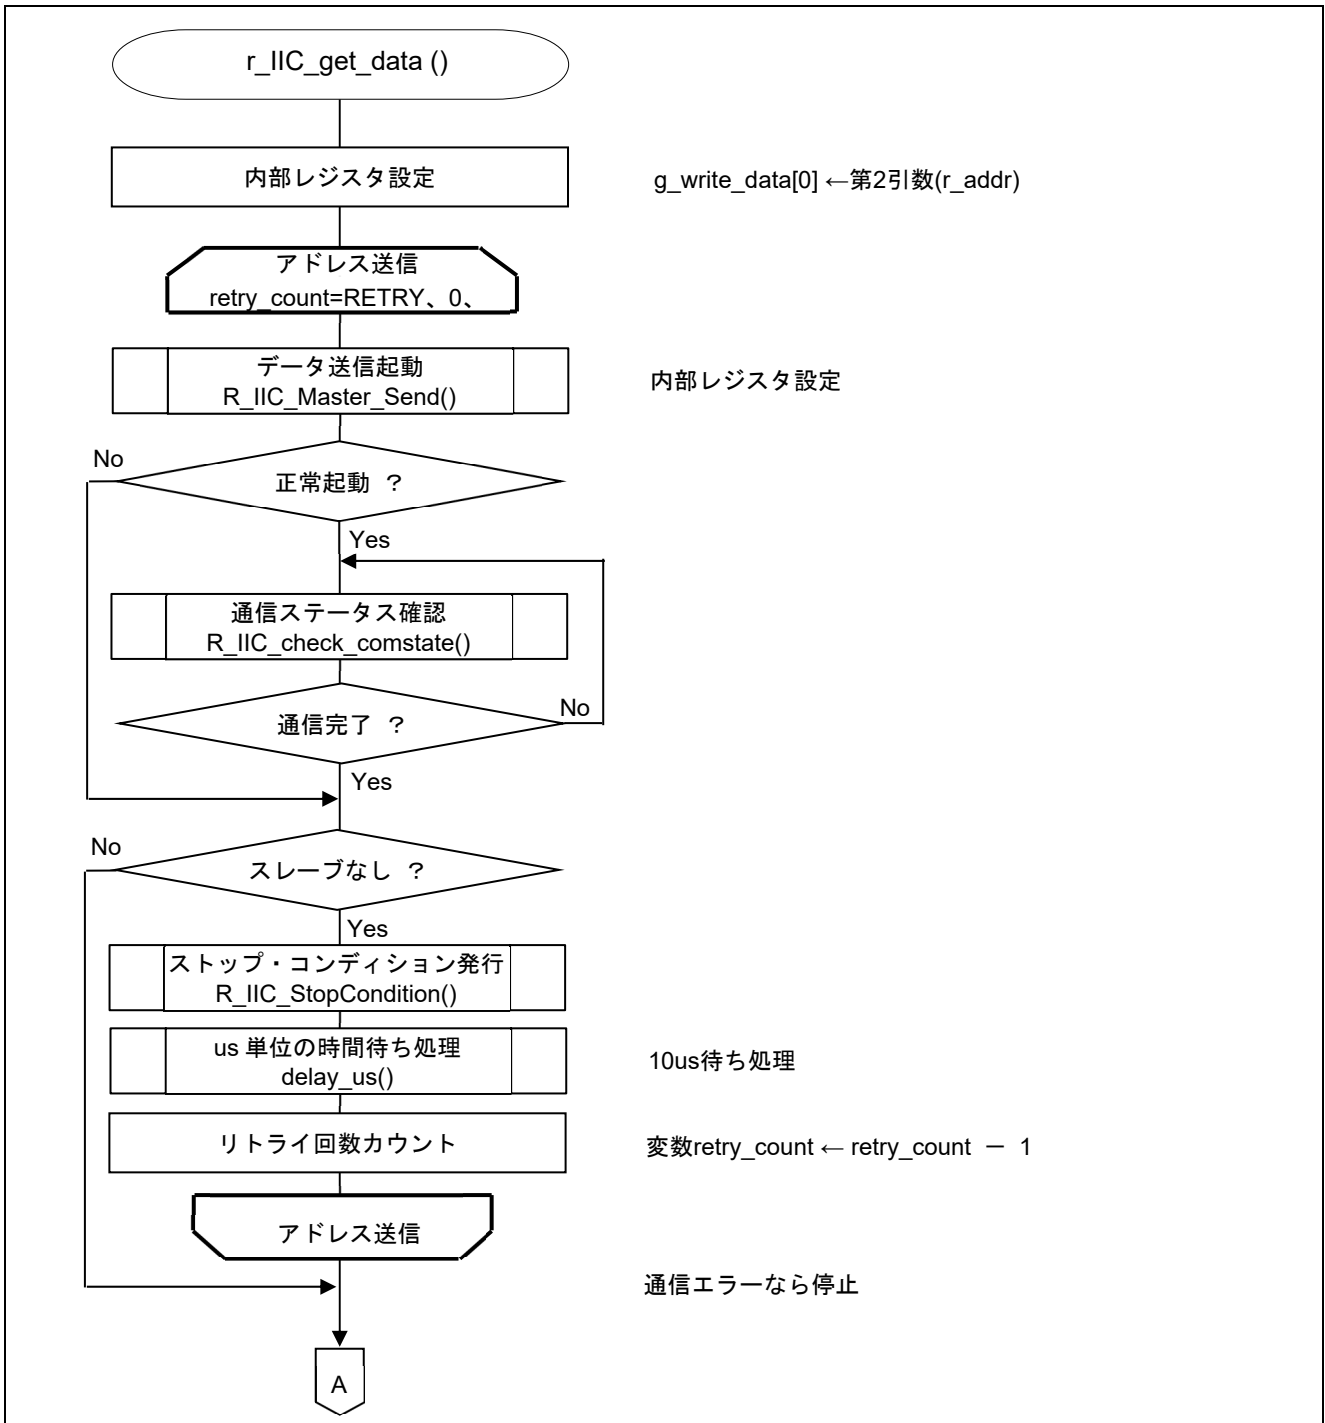 r_IIC_get_data ()
内部レジスタ設定
g_write_data[0] ←第2引数(r_addr)
アドレス送信
retry_count=RETRY、0、
データ送信起動
R_IIC_Master_Send()
内部レジスタ設定
No
正常起動 ？
Yes
通信ステータス確認
R_IIC_check_comstate()
No
通信完了 ？
Yes
No
スレーブなし ？
Yes
ストップ・コンディション発行
R_IIC_StopCondition()
us 単位の時間待ち処理
delay_us()
10us待ち処理
リトライ回数カウント
変数retry_count ← retry_count － 1
アドレス送信
通信エラーなら停止
A